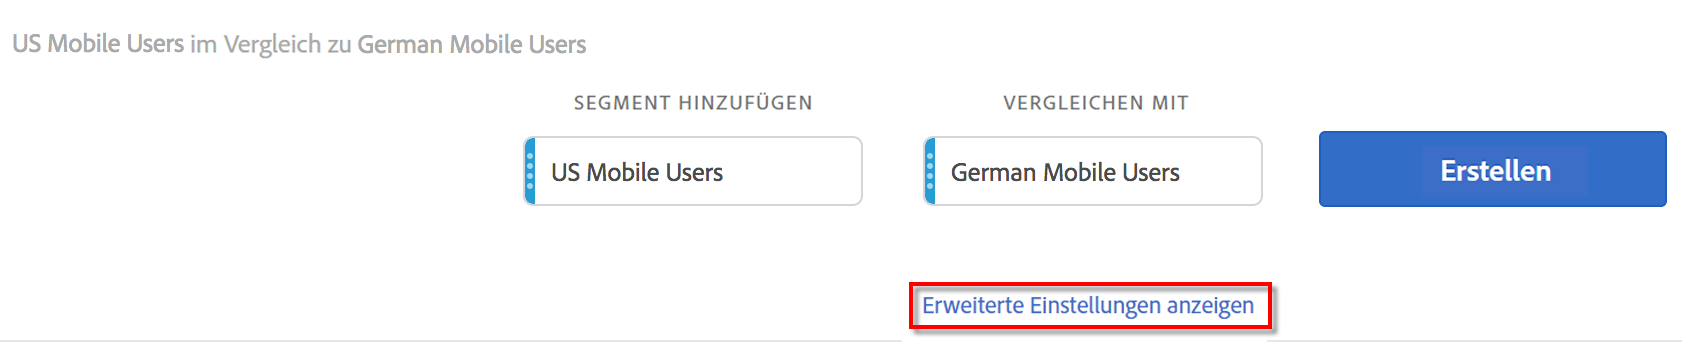 US Mobile Users im Vergleich zu German Mobile Users
SEGMENT HINZUFÜGEN
VERGLEICHEN MIT
US Mobile Users
German Mobile Users
Erstellen
Erweiterte Einstellungen anzeigen